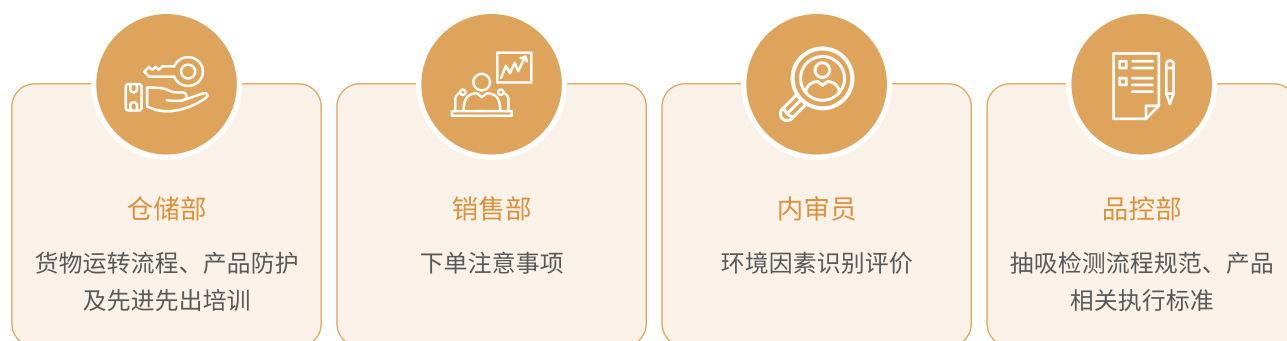 仓储部
货物运转流程、产品防护
及先进先出培训
销售部
下单注意事项
内审员
环境因素识别评价
品控部
抽吸检测流程规范、产品
相关执行标准